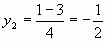 y₂ = (1−3)/4 = −1/2